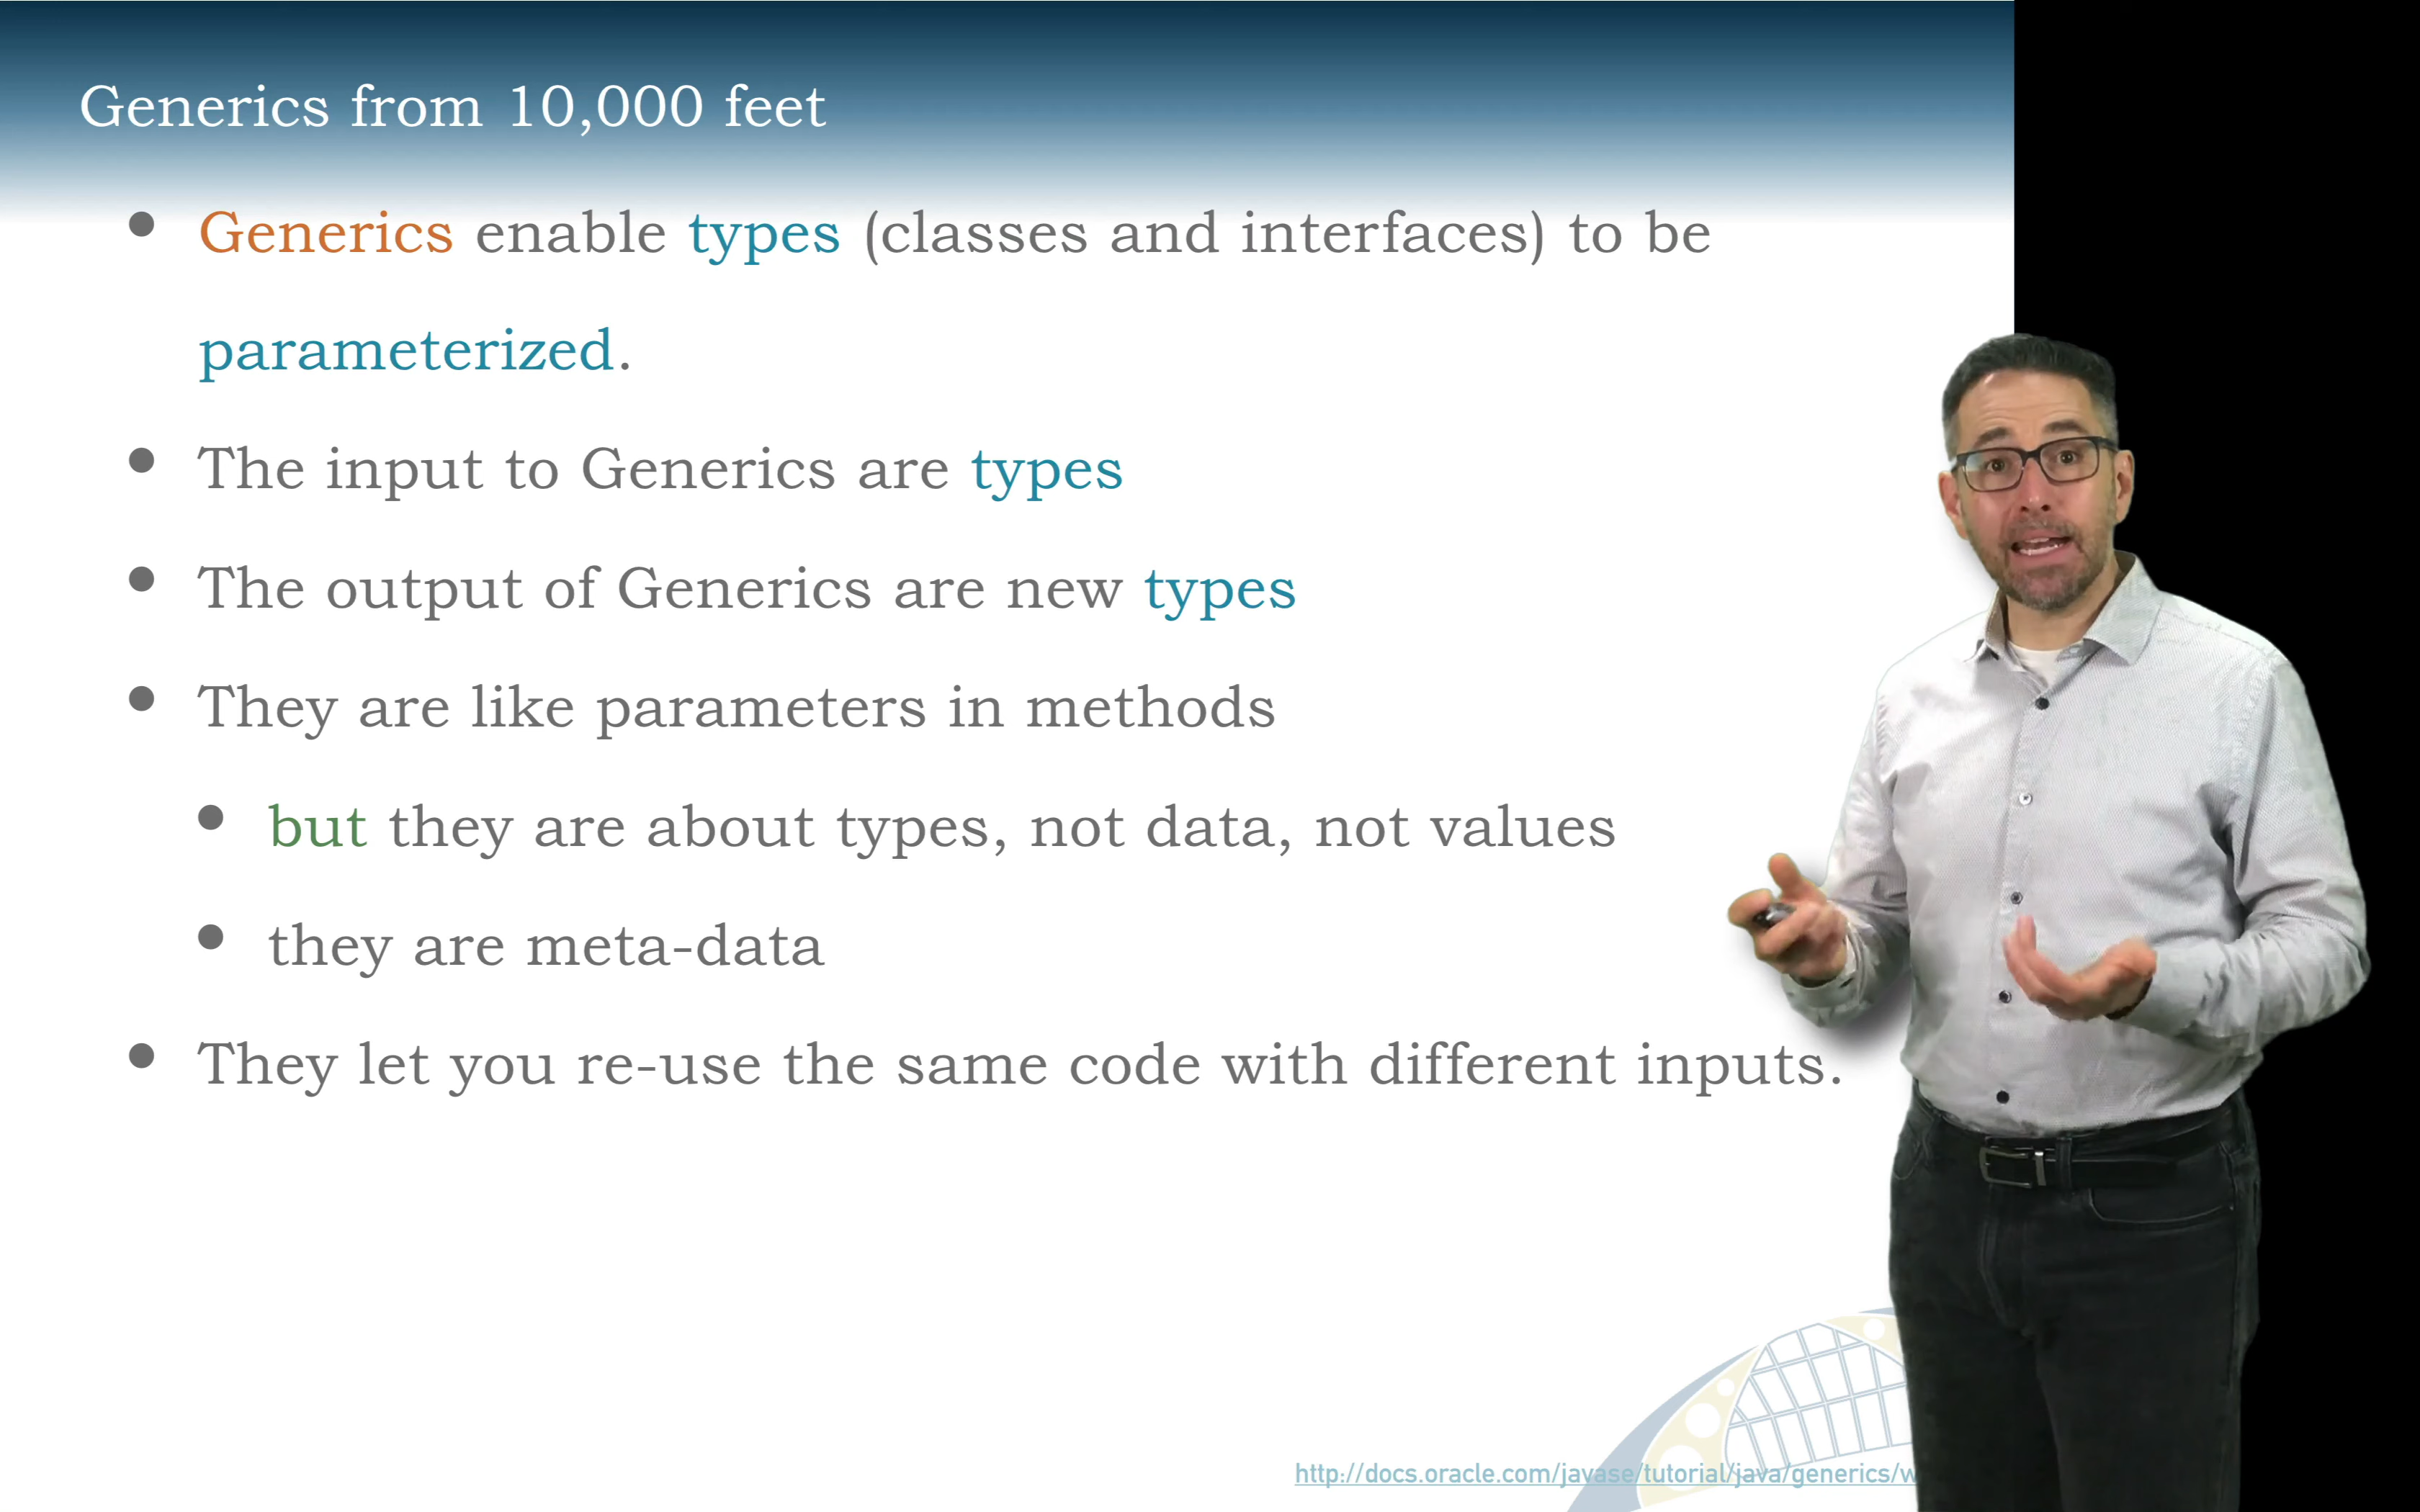 Generics from 10,000 feet
• Generics enable types (classes and interfaces) to be
parameterized.
• The input to Generics are types
• The output of Generics are new types
• They are like parameters in methods
• but they are about types, not data, not values
• they are meta-data
• They let you re-use the same code with different inputs.
http://docs.oracle.com/javase/tutorial/java/generics/w